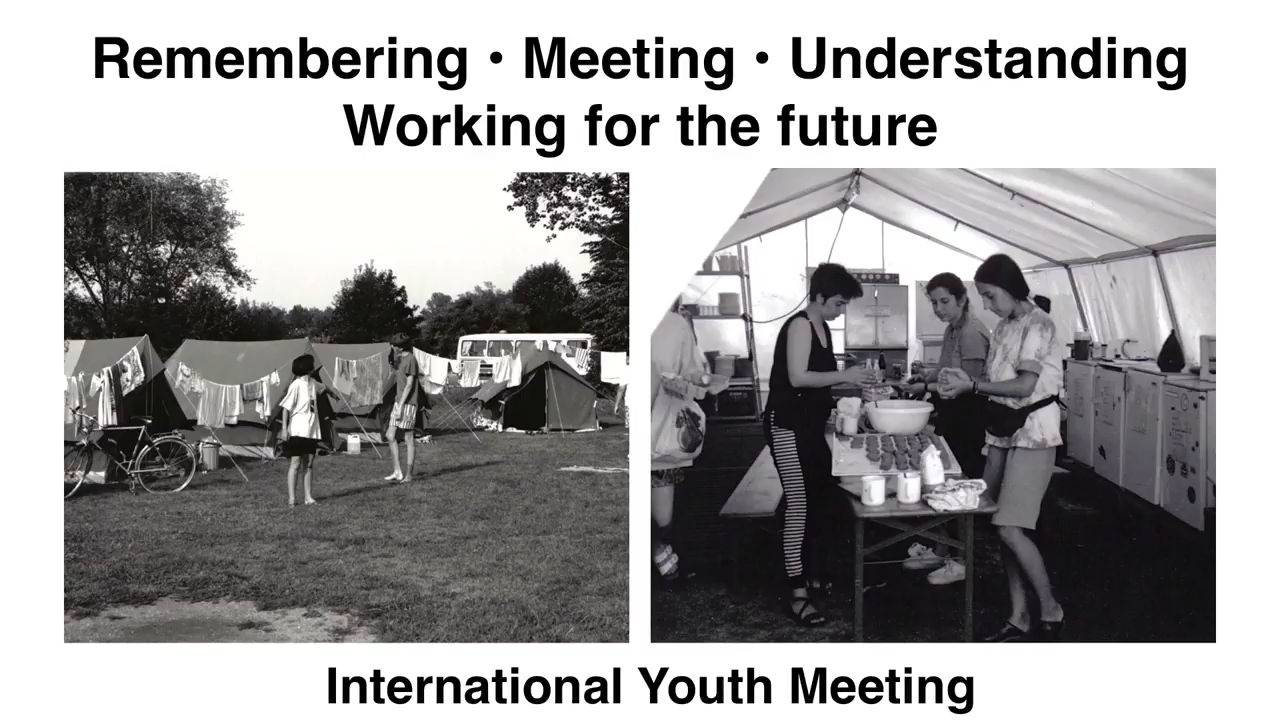 Remembering • Meeting • Understanding
Working for the future
International Youth Meeting